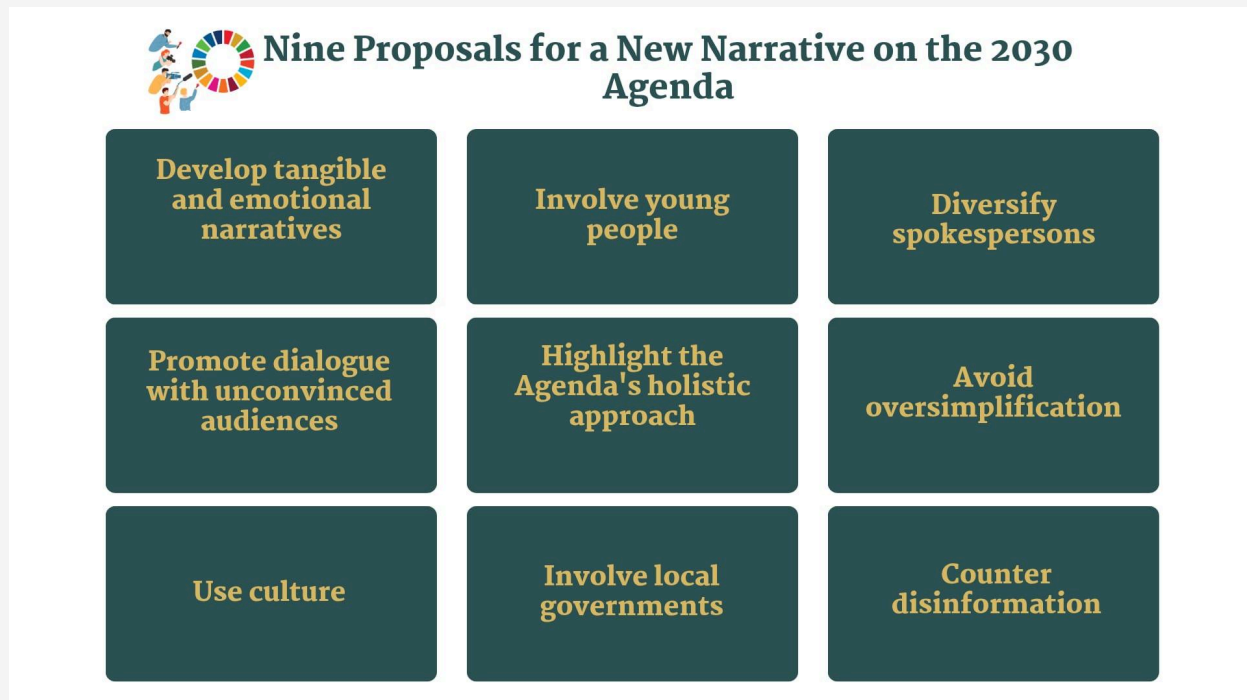 Nine Proposals for a New Narrative on the 2030
Agenda
Develop tangible
and emotional
narratives
Involve young
people
Diversify
spokespersons
Promote dialogue
with unconvinced
audiences
Highlight the
Agenda's holistic
approach
Avoid
oversimplification
Use culture
Involve local
governments
Counter
disinformation